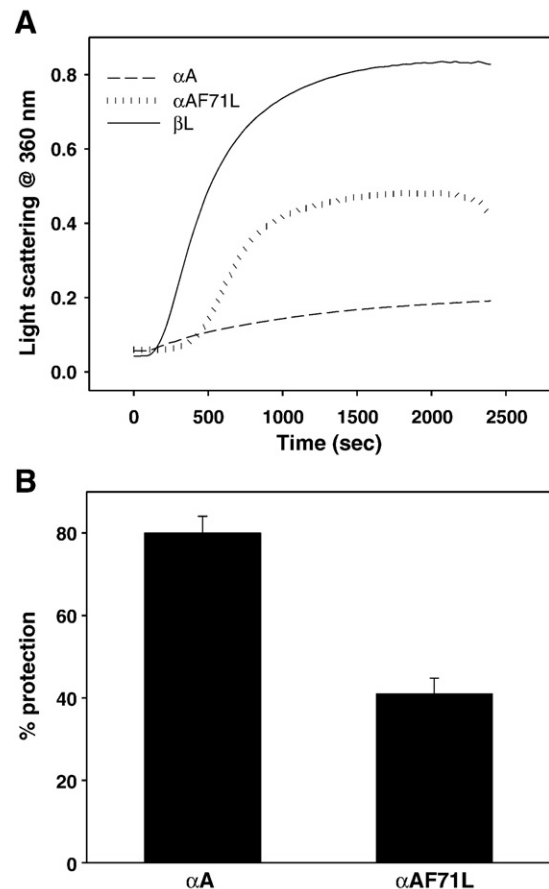 A
Light scattering @ 360 nm
0.8
0.6
0.4
0.2
0.0
αA
αAF71L
βL
0 500 1000 1500 2000 2500
Time (sec)
B
% protection
80
60
40
20
0
αA αAF71L